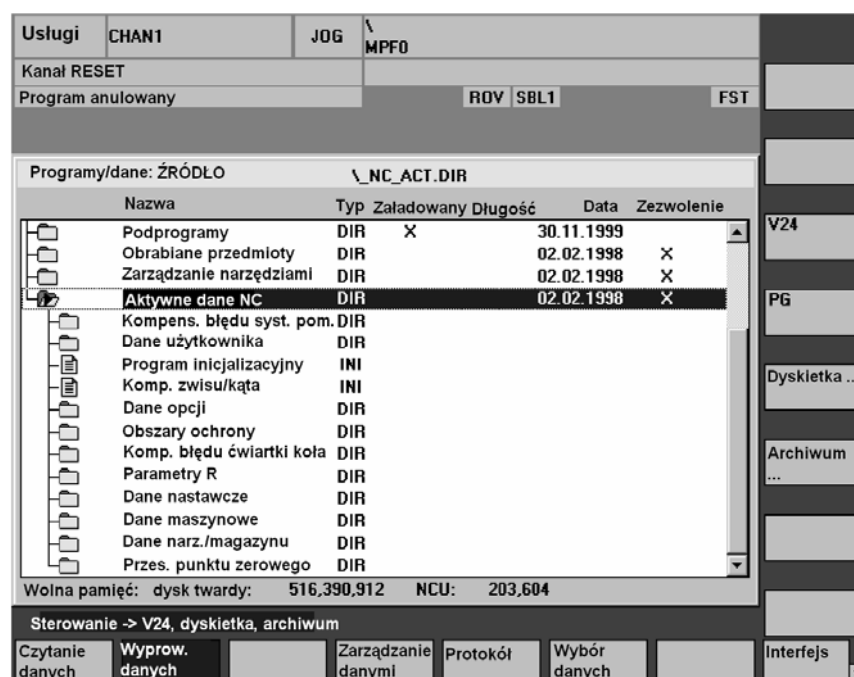 Usługi CHAN1 JOG \
MPF0
Kanał RESET
Program anulowany ROV SBL1 FST
Programy/dane: ŹRÓDŁO \_NC_ACT.DIR
Nazwa Typ Załadowany Długość Data Zezwolenie
Podprogramy DIR X 30.11.1999
Obrabiane przedmioty DIR 02.02.1998 X
Zarządzanie narzędziami DIR 02.02.1998 X
Aktywne dane NC DIR 02.02.1998 X
Kompens. błędu syst. pom. DIR
Dane użytkownika DIR
Program inicjalizacyjny INI
Komp. zwisu/kąta INI
Dane opcji DIR
Obszary ochrony DIR
Komp. błędu ćwiartki koła DIR
Parametry R DIR
Dane nastawcze DIR
Dane maszynowe DIR
Dane narz./magazynu DIR
Przes. punktu zerowego DIR
Wolna pamięć: dysk twardy: 516,390,912 NCU: 203,604
Sterowanie -> V24, dyskietka, archiwum
Czytanie danych
Wyprow. danych
Zarządzanie danymi
Protokół
Wybór danych
Interfejs
V24
PG
Dyskietka ..
Archiwum
...